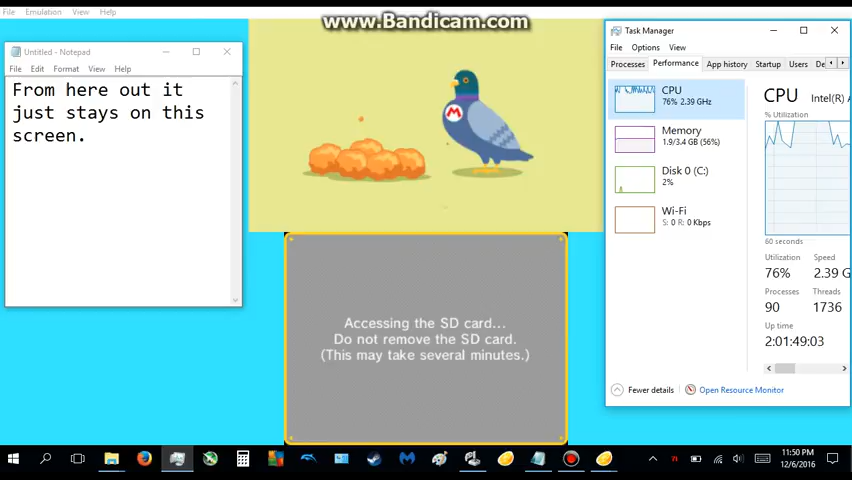 File Emulation View Help
www.Bandicam.com
Untitled - Notepad
File Edit Format View Help
From here out it
just stays on this
screen.
M
Accessing the SD card...
Do not remove the SD card.
(This may take several minutes.)
Task Manager
File Options View
Processes Performance App history Startup Users De
CPU
76% 2.39 GHz
Memory
1.9/3.4 GB (56%)
Disk 0 (C:)
2%
Wi-Fi
S: 0 R: 0 Kbps
CPU Intel(R)
% Utilization
60 seconds
Utilization Speed
76% 2.39 G
Processes Threads
90 1736
Up time
2:01:49:03
Fewer details Open Resource Monitor
11:50 PM
12/6/2016